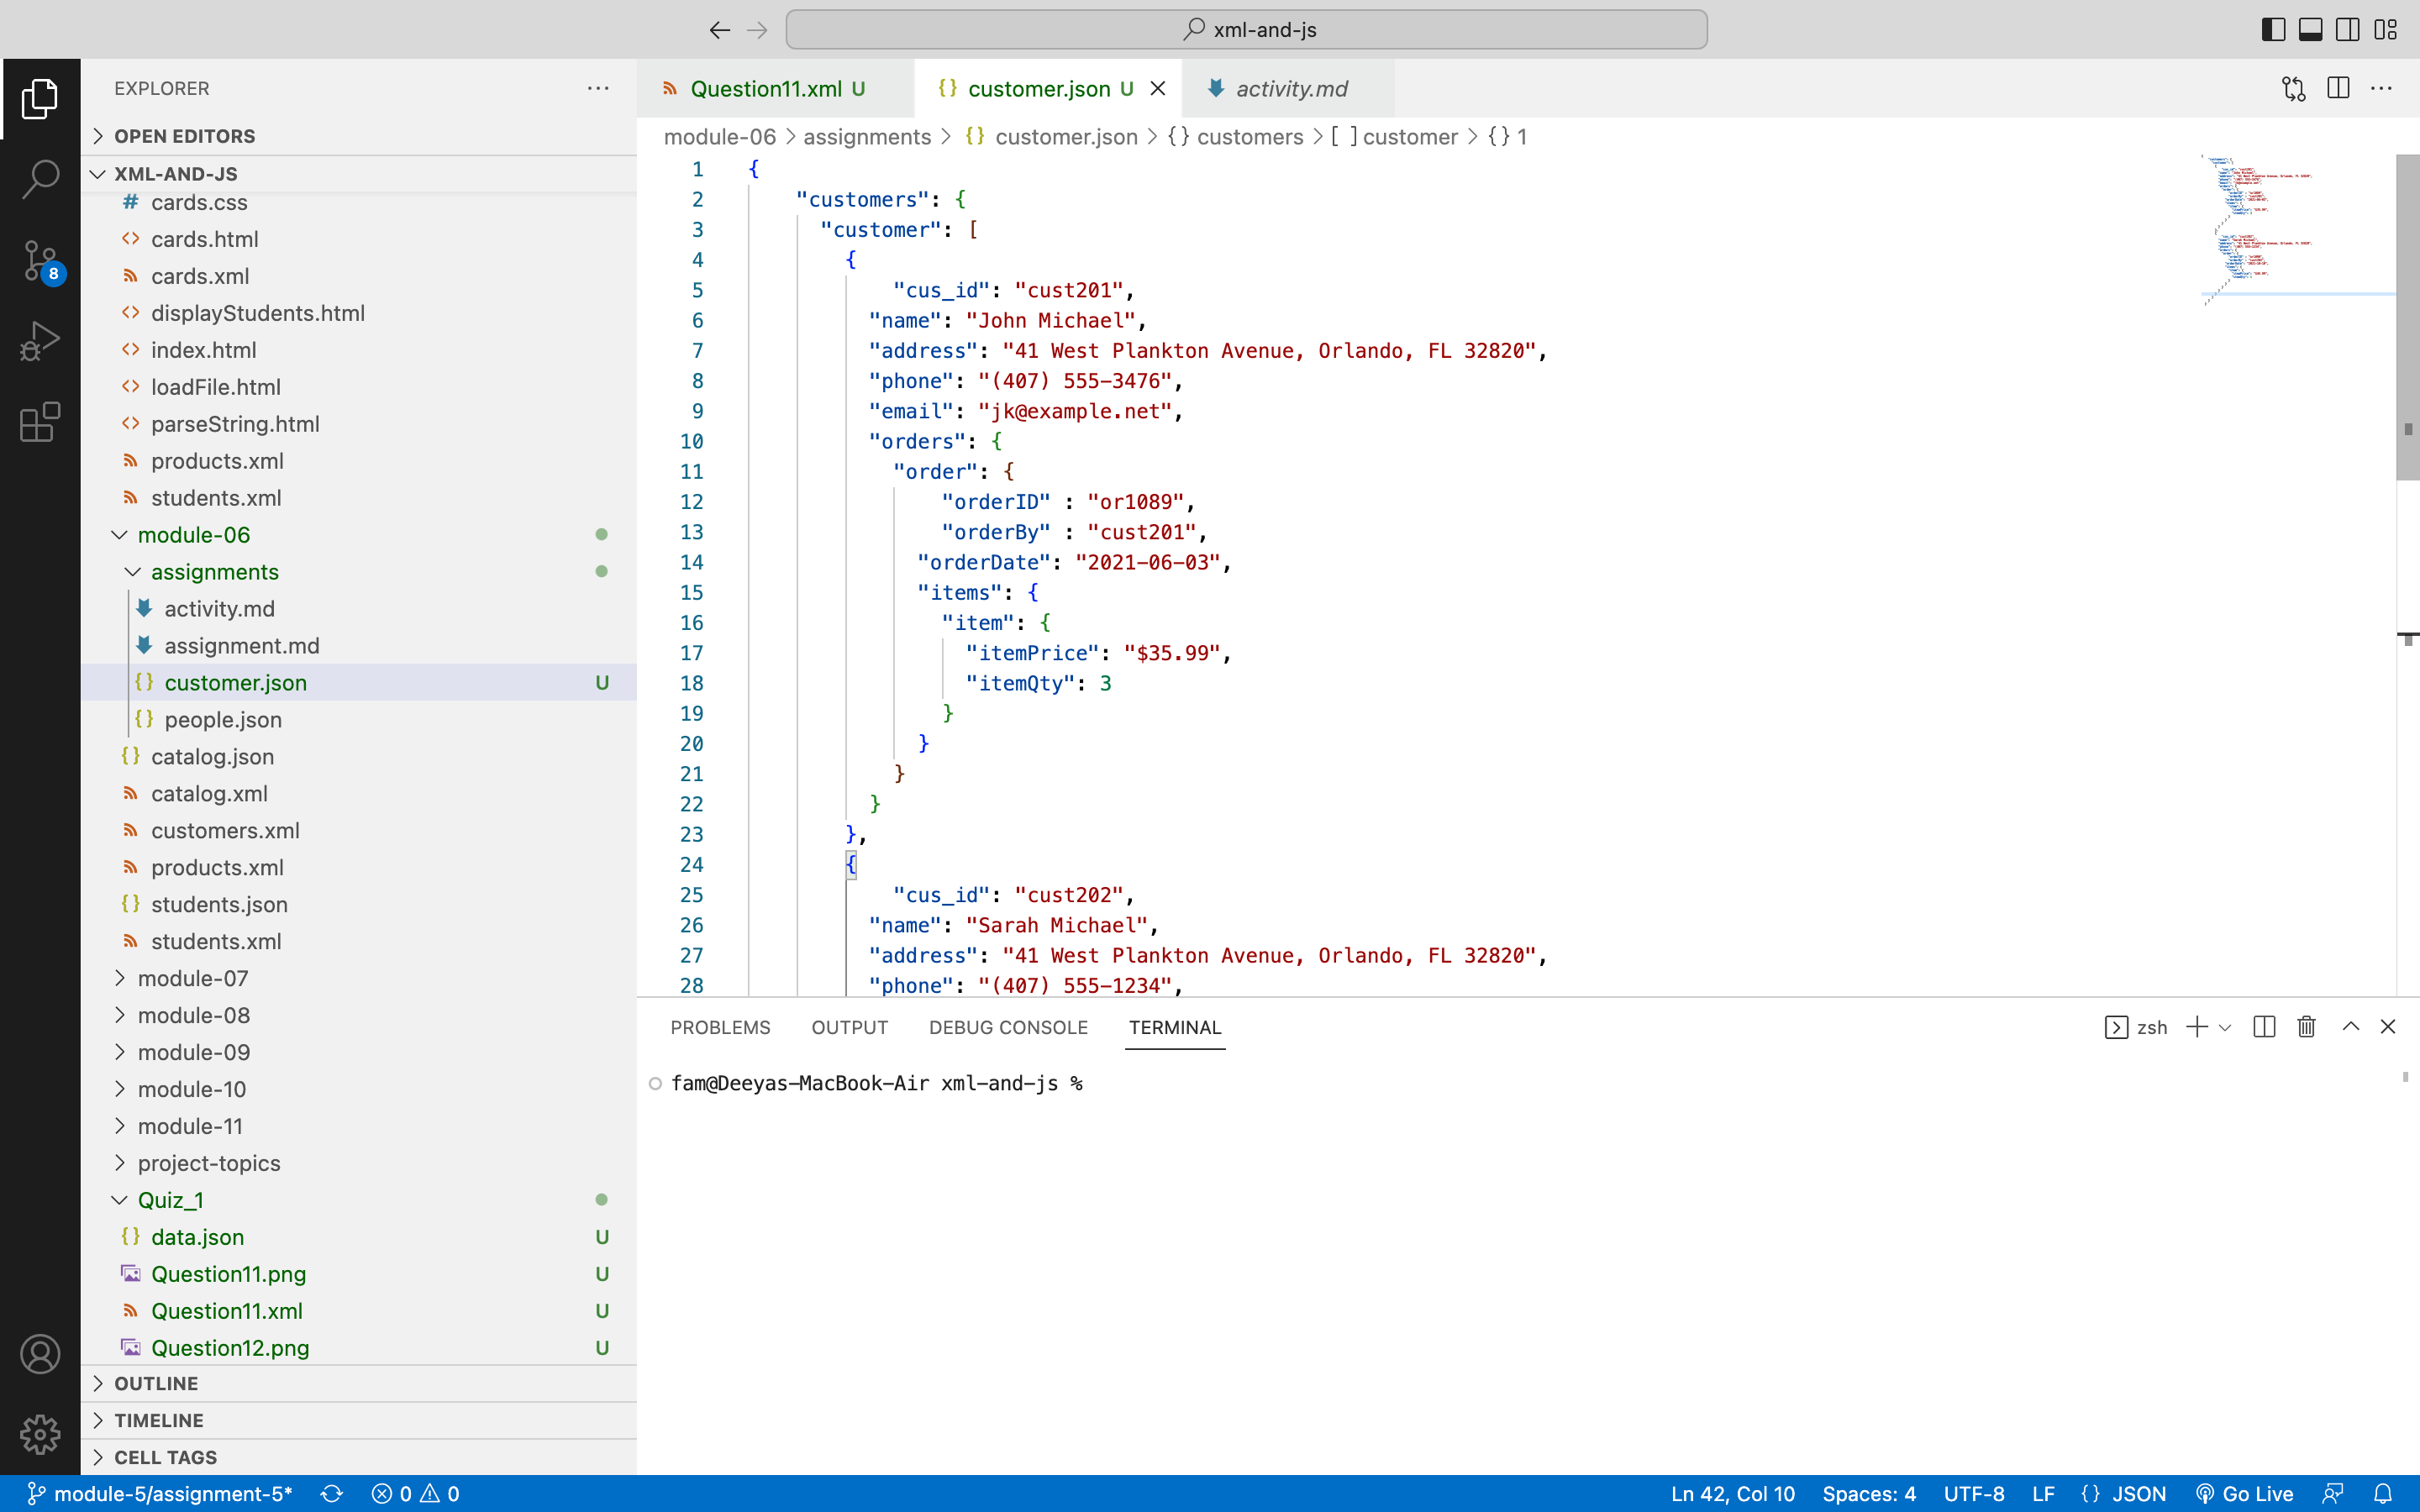 xml-and-js
EXPLORER
OPEN EDITORS
XML-AND-JS
cards.css
cards.html
cards.xml
displayStudents.html
index.html
loadFile.html
parseString.html
products.xml
students.xml
module-06
assignments
activity.md
assignment.md
customer.json U
people.json
catalog.json
catalog.xml
customers.xml
products.xml
students.json
students.xml
module-07
module-08
module-09
module-10
module-11
project-topics
Quiz_1
data.json U
Question11.png U
Question11.xml U
Question12.png U
OUTLINE
TIMELINE
CELL TAGS
8
Question11.xml U
customer.json U
activity.md
module-06 > assignments > {} customer.json > {} customers > [ ] customer > {} 1
1 {
2 "customers": {
3 "customer": [
4 {
5 "cus_id": "cust201",
6 "name": "John Michael",
7 "address": "41 West Plankton Avenue, Orlando, FL 32820",
8 "phone": "(407) 555-3476",
9 "email": "jk@example.net",
10 "orders": {
11 "order": {
12 "orderID" : "or1089",
13 "orderBy" : "cust201",
14 "orderDate": "2021-06-03",
15 "items": {
16 "item": {
17 "itemPrice": "$35.99",
18 "itemQty": 3
19 }
20 }
21 }
22 }
23 },
24 {
25 "cus_id": "cust202",
26 "name": "Sarah Michael",
27 "address": "41 West Plankton Avenue, Orlando, FL 32820",
28 "phone": "(407) 555-1234",
PROBLEMS OUTPUT DEBUG CONSOLE TERMINAL
zsh
fam@Deeyas-MacBook-Air xml-and-js %
module-5/assignment-5* 0 0
Ln 42, Col 10 Spaces: 4 UTF-8 LF {} JSON Go Live